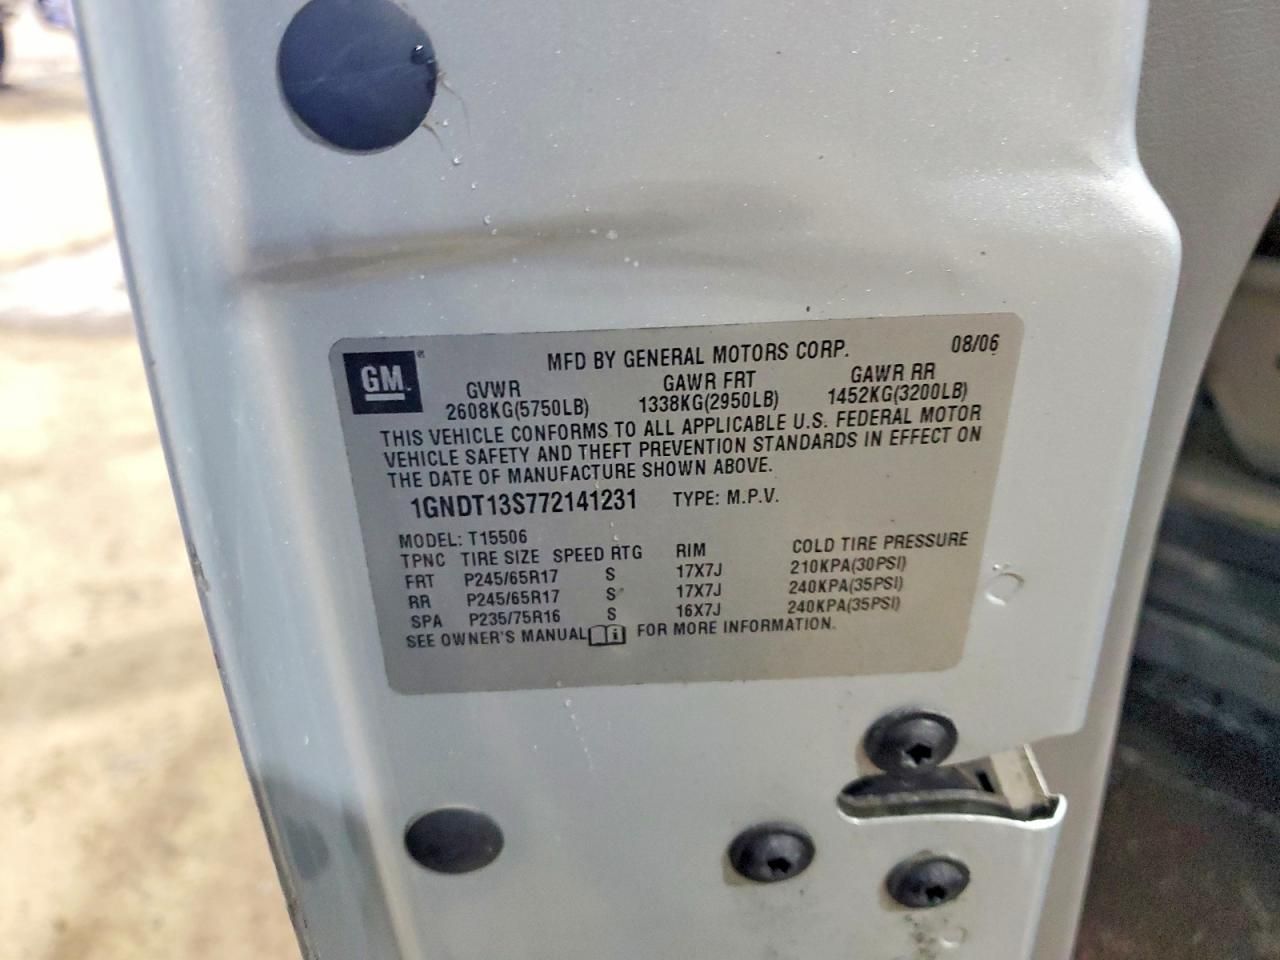 GM
MFD BY GENERAL MOTORS CORP. 08/06
GVWR GAWR FRT GAWR RR
2608KG(5750LB) 1338KG(2950LB) 1452KG(3200LB)
THIS VEHICLE CONFORMS TO ALL APPLICABLE U.S. FEDERAL MOTOR
VEHICLE SAFETY AND THEFT PREVENTION STANDARDS IN EFFECT ON
THE DATE OF MANUFACTURE SHOWN ABOVE.
1GNDT13S772141231 TYPE: M.P.V.
MODEL: T15506
TPNC TIRE SIZE SPEED RTG RIM COLD TIRE PRESSURE
FRT P245/65R17 S 17X7J 210KPA(30PSI)
RR P245/65R17 S 17X7J 240KPA(35PSI)
SPA P235/75R16 S 16X7J 240KPA(35PSI)
SEE OWNER'S MANUAL FOR MORE INFORMATION.